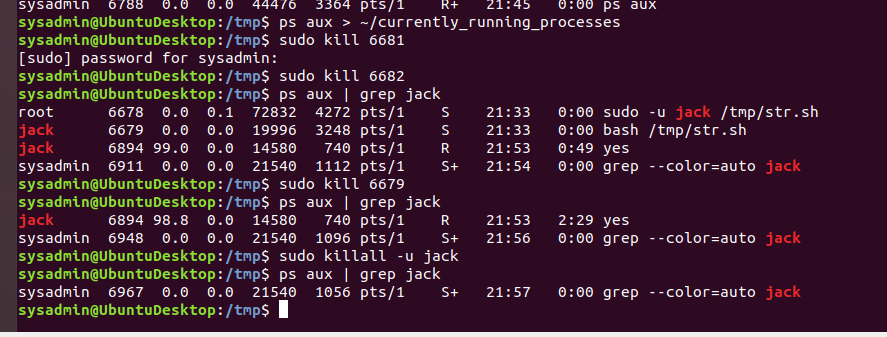 sysadmin  6788  0.0  0.0  44476  3364 pts/1    R+   21:45   0:00 ps aux
sysadmin@UbuntuDesktop:/tmp$ ps aux > ~/currently_running_processes
sysadmin@UbuntuDesktop:/tmp$ sudo kill 6681
[sudo] password for sysadmin:
sysadmin@UbuntuDesktop:/tmp$ sudo kill 6682
sysadmin@UbuntuDesktop:/tmp$ ps aux | grep jack
root      6678  0.0  0.1  72832  4272 pts/1    S    21:33   0:00 sudo -u jack /tmp/str.sh
jack      6679  0.0  0.0  19996  3248 pts/1    S    21:33   0:00 bash /tmp/str.sh
jack      6894 99.0  0.0  14580   740 pts/1    R    21:53   0:49 yes
sysadmin  6911  0.0  0.0  21540  1112 pts/1    S+   21:54   0:00 grep --color=auto jack
sysadmin@UbuntuDesktop:/tmp$ sudo kill 6679
sysadmin@UbuntuDesktop:/tmp$ ps aux | grep jack
jack      6894 98.8  0.0  14580   740 pts/1    R    21:53   2:29 yes
sysadmin  6948  0.0  0.0  21540  1096 pts/1    S+   21:56   0:00 grep --color=auto jack
sysadmin@UbuntuDesktop:/tmp$ sudo killall -u jack
sysadmin@UbuntuDesktop:/tmp$ ps aux | grep jack
sysadmin  6967  0.0  0.0  21540  1056 pts/1    S+   21:57   0:00 grep --color=auto jack
sysadmin@UbuntuDesktop:/tmp$